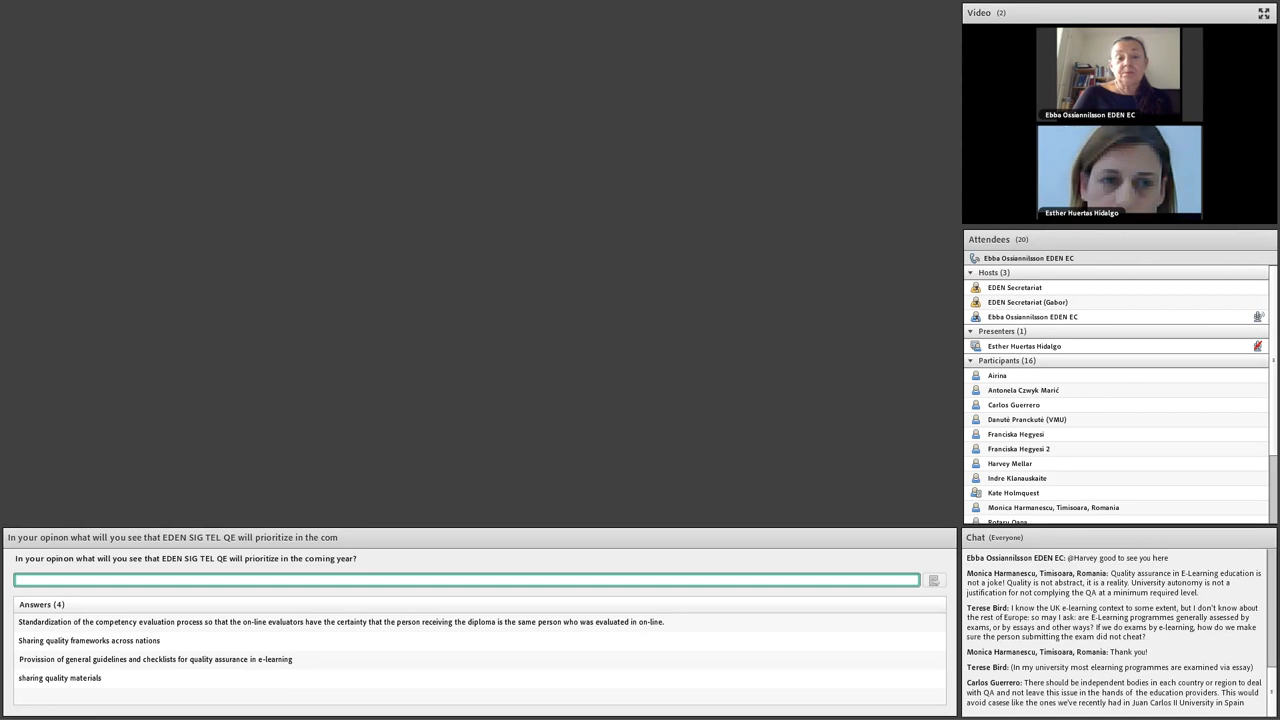 Video (2)
Ebba Ossiannilsson EDEN EC
Esther Huertas Hidalgo
Attendees (20)
Ebba Ossiannilsson EDEN EC
Hosts (3)
EDEN Secretariat
EDEN Secretariat (Gabor)
Ebba Ossiannilsson EDEN EC
Presenters (1)
Esther Huertas Hidalgo
Participants (16)
Airina
Antonela Czwyk Marić
Carlos Guerrero
Danutė Pranckutė (VMU)
Franciska Hegyesi
Franciska Hegyesi 2
Harvey Mellar
Indre Klanauskaite
Kate Holmquest
Monica Harmanescu, Timisoara, Romania
Rotaru Oana
In your opinon what will you see that EDEN SIG TEL QE will prioritize in the com
In your opinon what will you see that EDEN SIG TEL QE will prioritize in the coming year?
Answers (4)
Standardization of the competency evaluation process so that the on-line evaluators have the certainty that the person receiving the diploma is the same person who was evaluated in on-line.
Sharing quality frameworks across nations
Provission of general guidelines and checklists for quality assurance in e-learning
sharing quality materials
Chat (Everyone)
Ebba Ossiannilsson EDEN EC: @Harvey good to see you here
Monica Harmanescu, Timisoara, Romania: Quality assurance in E-Learning education is
not a joke! Quality is not abstract, it is a reality. University autonomy is not a
justification for not complying the QA at a minimum required level.
Terese Bird: I know the UK e-learning context to some extent, but I don't know about
the rest of Europe: so may I ask: are E-Learning programmes generally assessed by
exams, or by essays and other ways? If we do exams by e-learning, how do we make
sure the person submitting the exam did not cheat?
Monica Harmanescu, Timisoara, Romania: Thank you!
Terese Bird: (In my university most elearning programmes are examined via essay)
Carlos Guerrero: There should be independent bodies in each country or region to deal
with QA and not leave this issue in the hands of the education providers. This would
avoid casese like the ones we've recently had in Juan Carlos II University in Spain